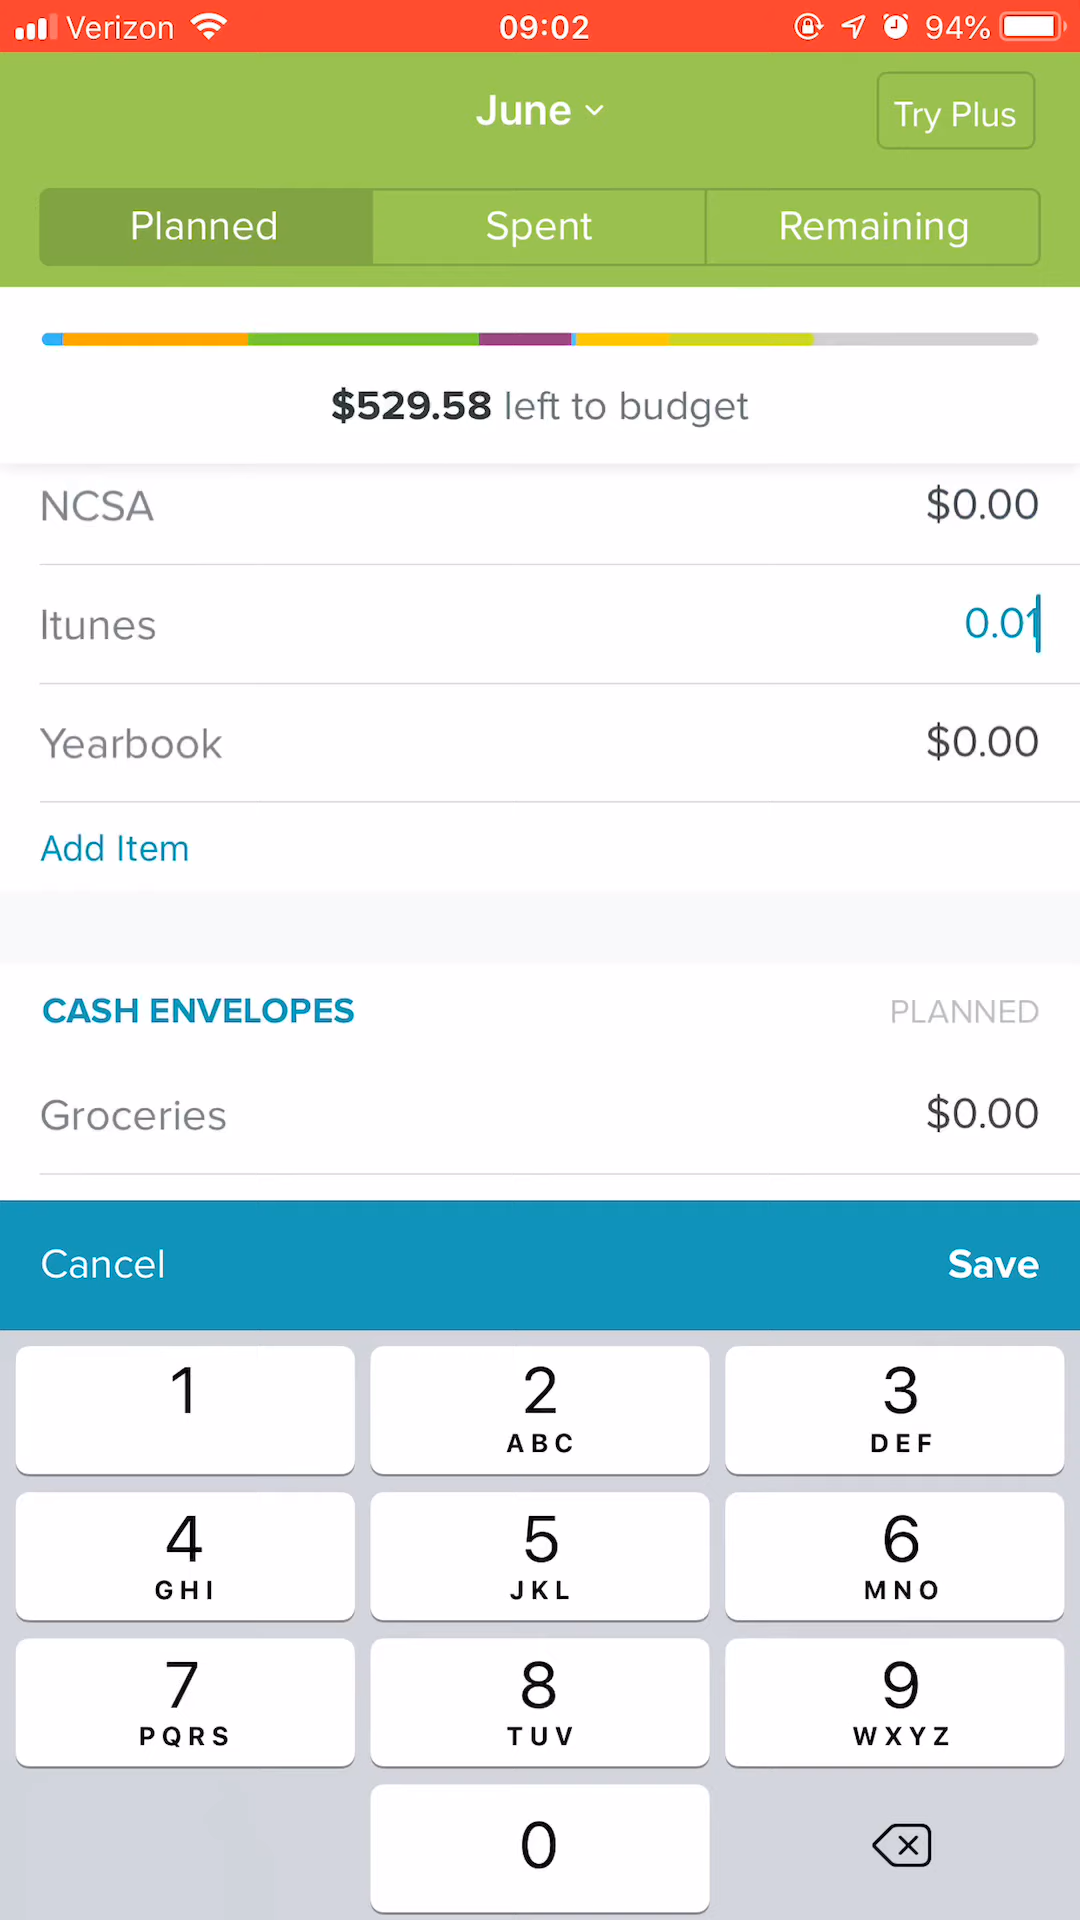 Verizon 09:02 94%
June Try Plus
Planned Spent Remaining
$529.58 left to budget
NCSA $0.00
Itunes 0.01
Yearbook $0.00
Add Item
CASH ENVELOPES PLANNED
Groceries $0.00
Cancel Save
1 2 3
ABC DEF
4 5 6
GHI JKL MNO
7 8 9
PQRS TUV WXYZ
0